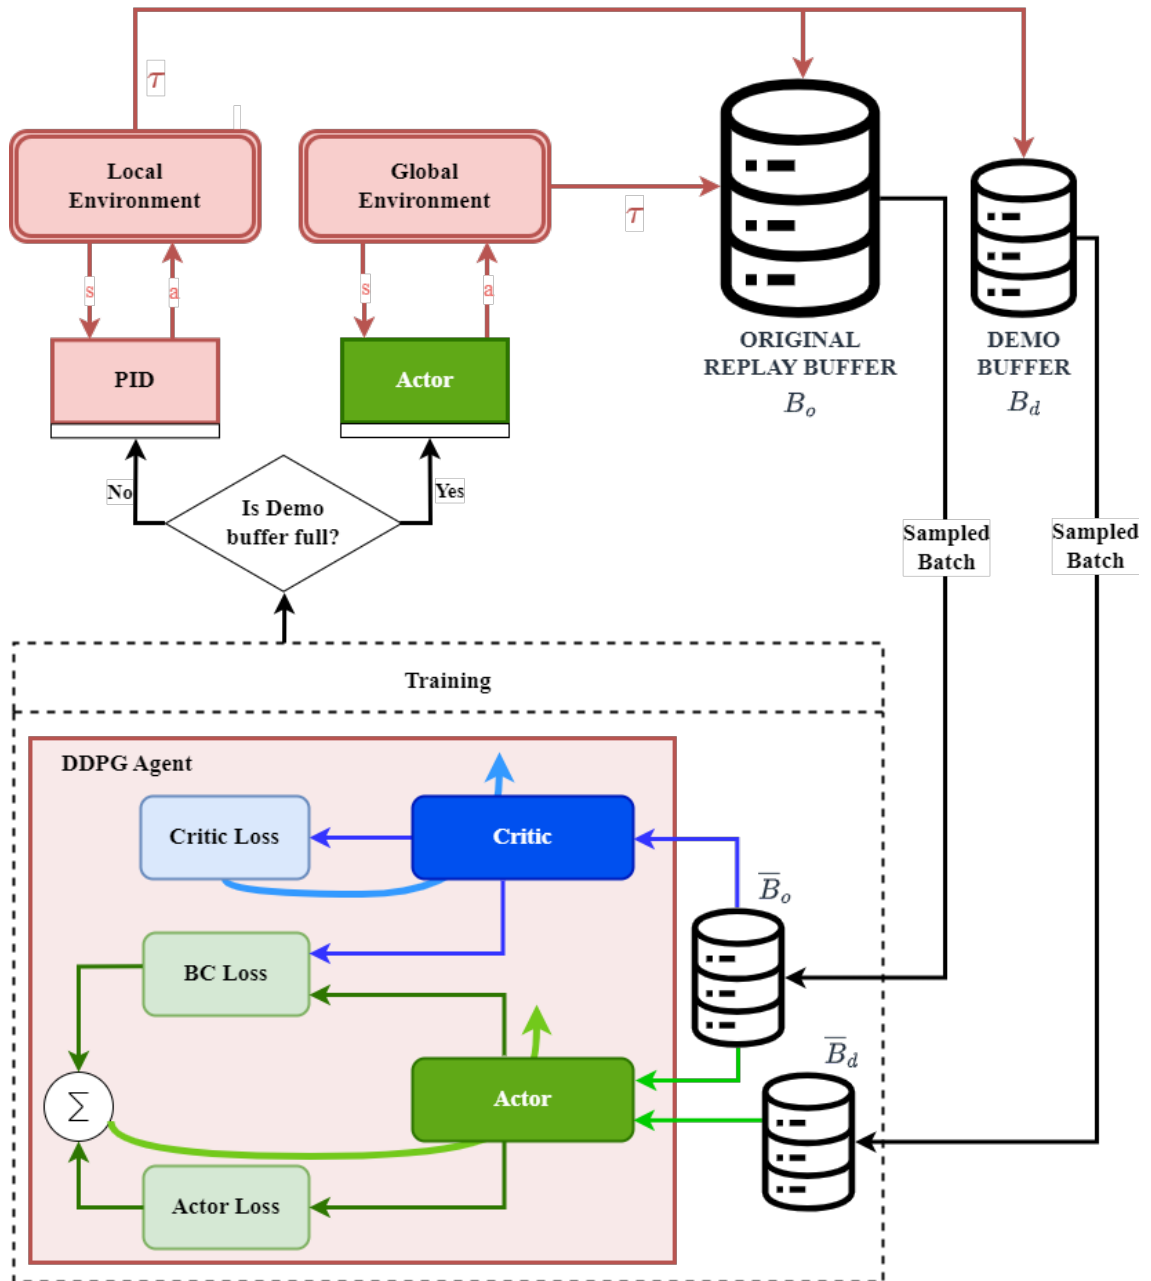 τ
Local
Environment
Global
Environment
τ
s
a
s
a
PID
Actor
ORIGINAL
REPLAY BUFFER
B_o
DEMO
BUFFER
B_d
No
Yes
Is Demo
buffer full?
Sampled
Batch
Sampled
Batch
Training
DDPG Agent
Critic Loss
Critic
B̅_o
BC Loss
B̅_d
Actor
Σ
Actor Loss